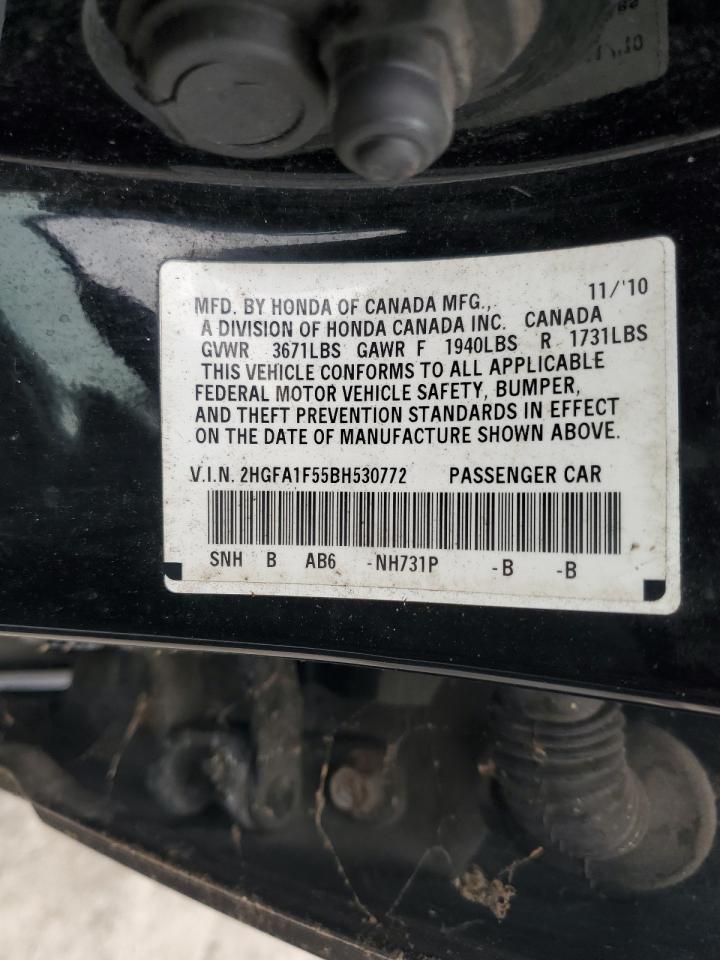 11/'10
MFD. BY HONDA OF CANADA MFG.,
A DIVISION OF HONDA CANADA INC. CANADA
GVWR 3671LBS GAWR F 1940LBS R 1731LBS
THIS VEHICLE CONFORMS TO ALL APPLICABLE
FEDERAL MOTOR VEHICLE SAFETY, BUMPER,
AND THEFT PREVENTION STANDARDS IN EFFECT
ON THE DATE OF MANUFACTURE SHOWN ABOVE.
V.I.N. 2HGFA1F55BH530772 PASSENGER CAR
SNH B AB6 -NH731P -B -B